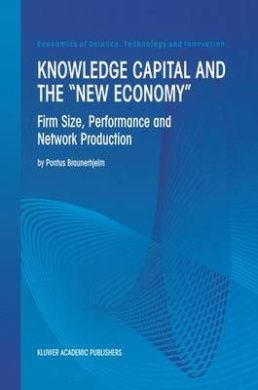 Economics of Science, Technology and Innovation
KNOWLEDGE CAPITAL AND
THE "NEW ECONOMY"
Firm Size, Performance and
Network Production
by Pontus Braunerhjelm
KLUWER ACADEMIC PUBLISHERS